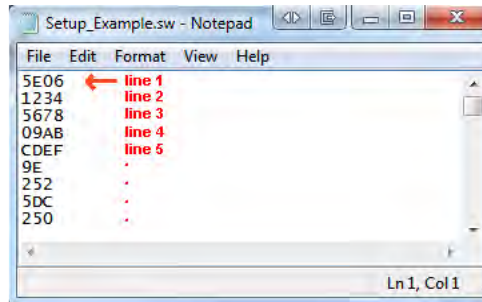 Setup_Example.sw - Notepad
File Edit Format View Help
5E06 line 1
1234 line 2
5678 line 3
09AB line 4
CDEF line 5
9E .
252 .
5DC .
250 .
Ln 1, Col 1